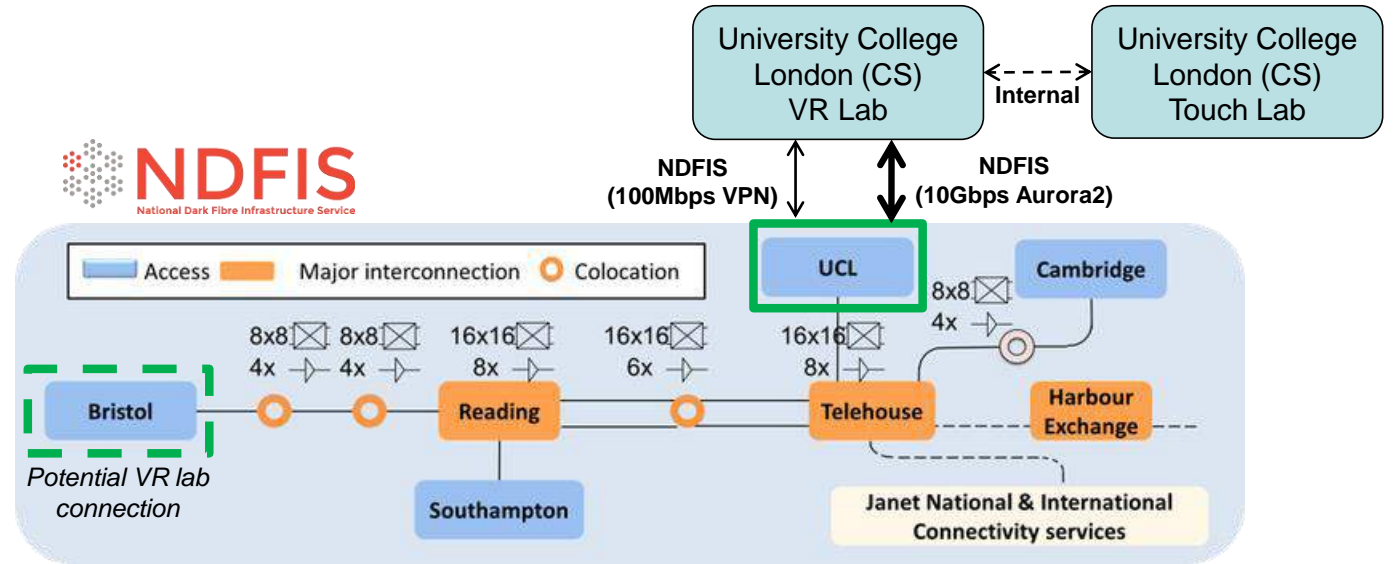 University College
London (CS)
VR Lab
Internal
University College
London (CS)
Touch Lab
NDFIS
National Dark Fibre Infrastructure Service
NDFIS
(100Mbps VPN)
NDFIS
(10Gbps Aurora2)
Access
Major interconnection
Colocation
UCL
Cambridge
8x8
4x
8x8
4x
8x8
4x
16x16
8x
16x16
6x
16x16
8x
Bristol
Reading
Telehouse
Harbour
Exchange
Potential VR lab
connection
Southampton
Janet National & International
Connectivity services